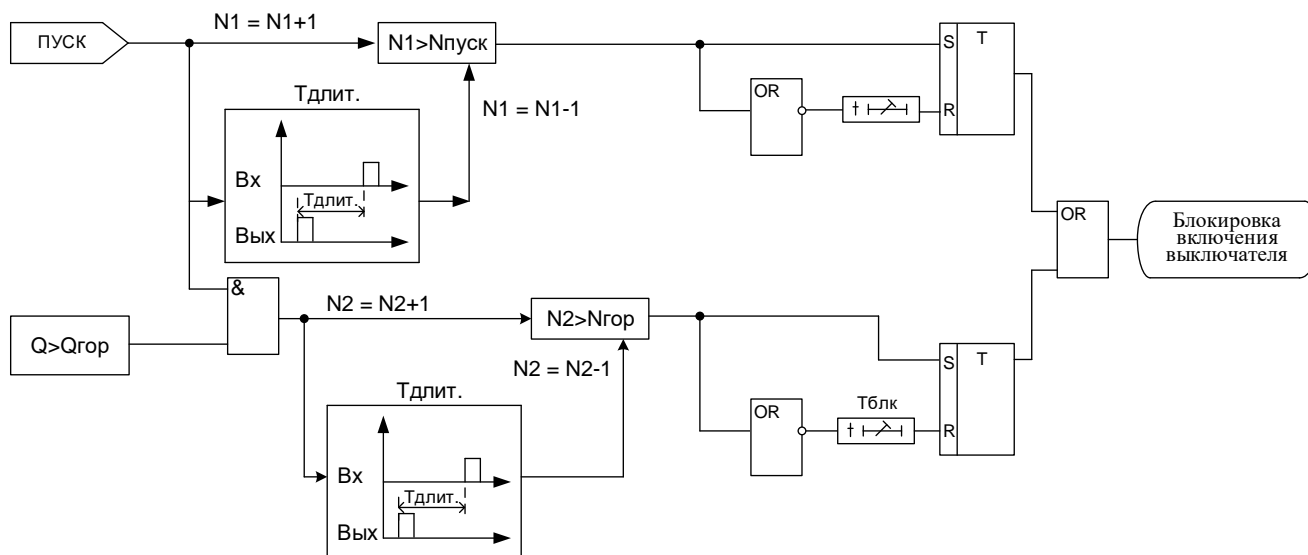 ПУСК
N1 = N1+1
N1>Nпуск
N1 = N1-1
Тдлит.
Вх
Тдлит.
Вых
OR
S
T
R
OR
Блокировка
включения
выключателя
&
Q>Qгор
N2 = N2+1
N2>Nгор
N2 = N2-1
Тдлит.
Вх
Тдлит.
Вых
OR
Тблк
S
T
R